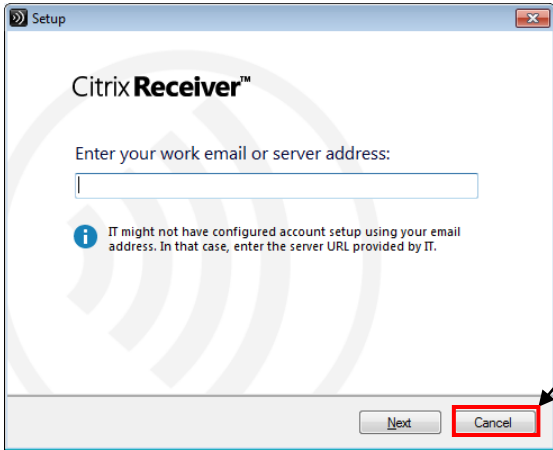 Setup
Citrix Receiver™
Enter your work email or server address:
IT might not have configured account setup using your email
address. In that case, enter the server URL provided by IT.
Next Cancel